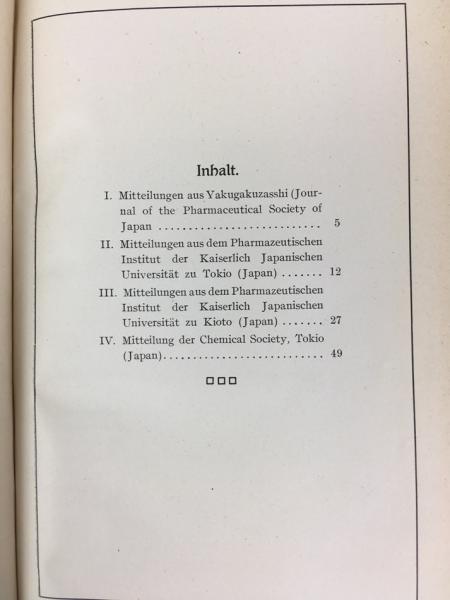 Inhalt.
I. Mitteilungen aus Yakugakuzasshi (Jour-
nal of the Pharmaceutical Society of
Japan ........................... 5
II. Mitteilungen aus dem Pharmazeutischen
Institut der Kaiserlich Japanischen
Universität zu Tokio (Japan) ....... 12
III. Mitteilungen aus dem Pharmazeutischen
Institut der Kaiserlich Japanischen
Universität zu Kioto (Japan) ....... 27
IV. Mitteilung der Chemical Society, Tokio
(Japan)........................... 49